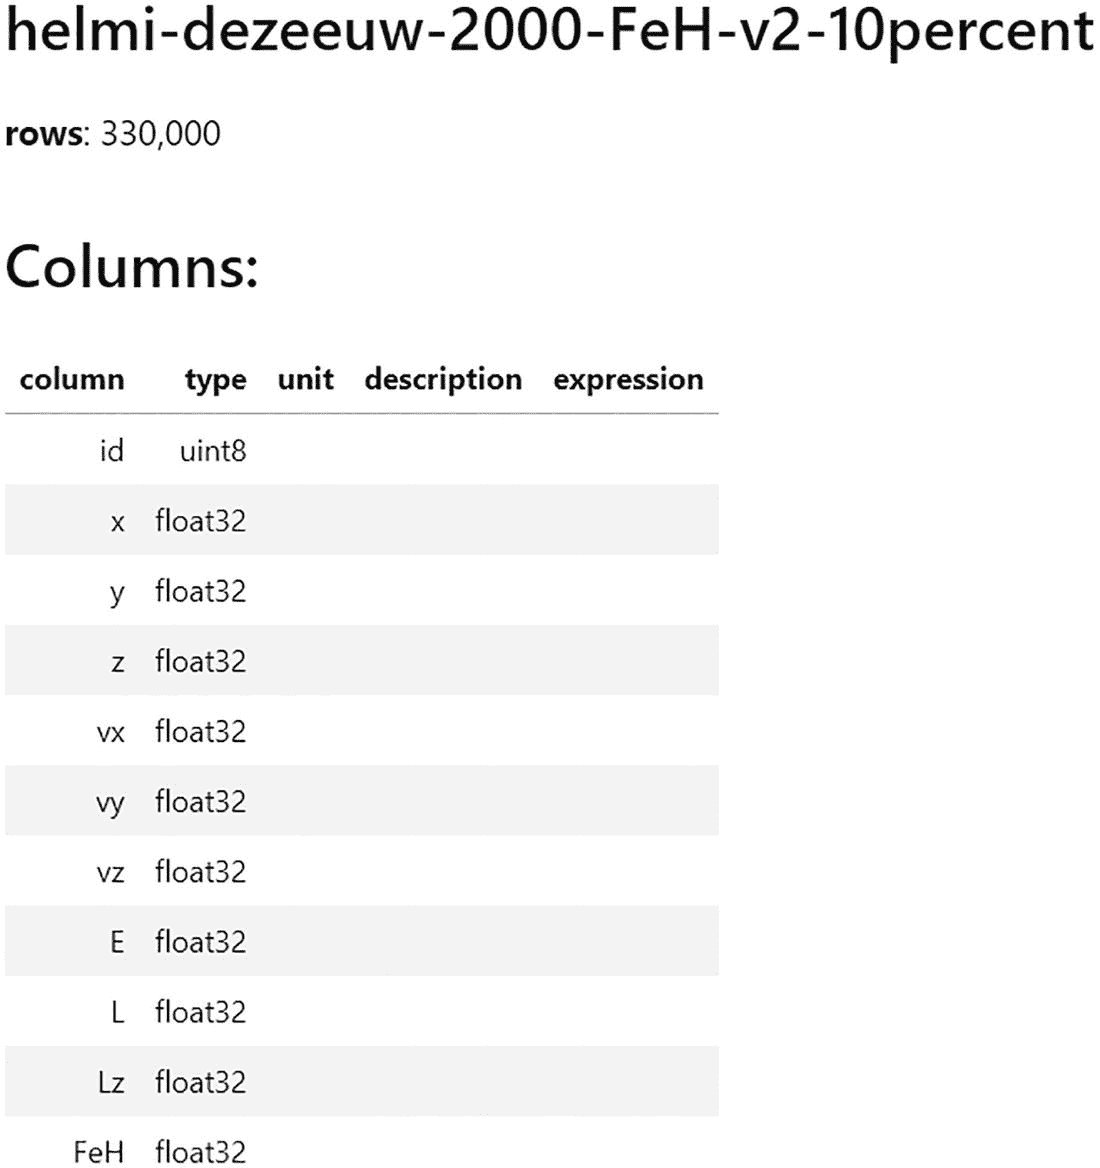 helmi-dezeeuw-2000-FeH-v2-10percent
rows: 330,000
Columns:
column type unit description expression
id uint8
x float32
y float32
z float32
vx float32
vy float32
vz float32
E float32
L float32
Lz float32
FeH float32